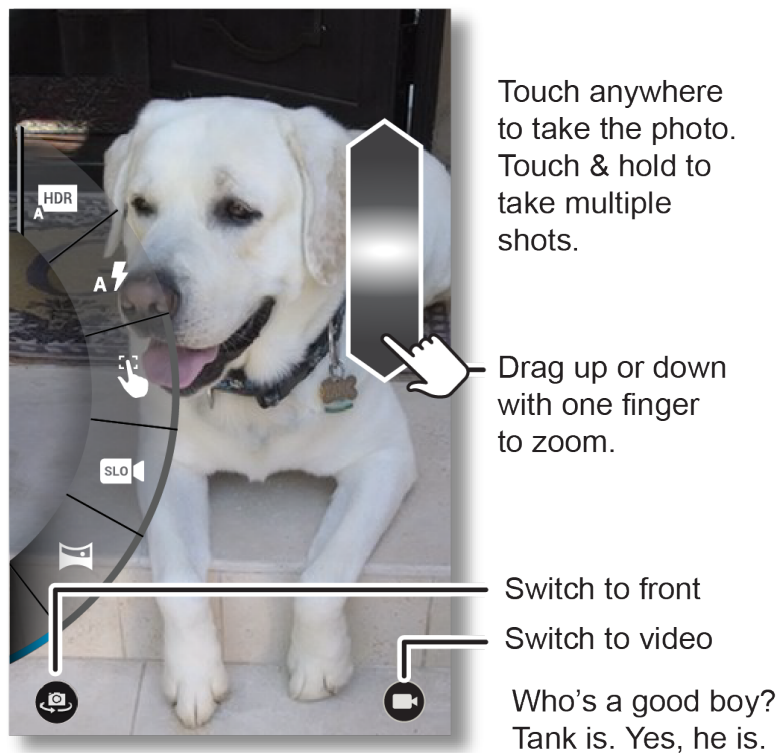 Touch anywhere
to take the photo.
Touch & hold to
take multiple
shots.
HDR
A
A
Drag up or down
with one finger
to zoom.
SLO
Switch to front
Switch to video
Who's a good boy?
Tank is. Yes, he is.